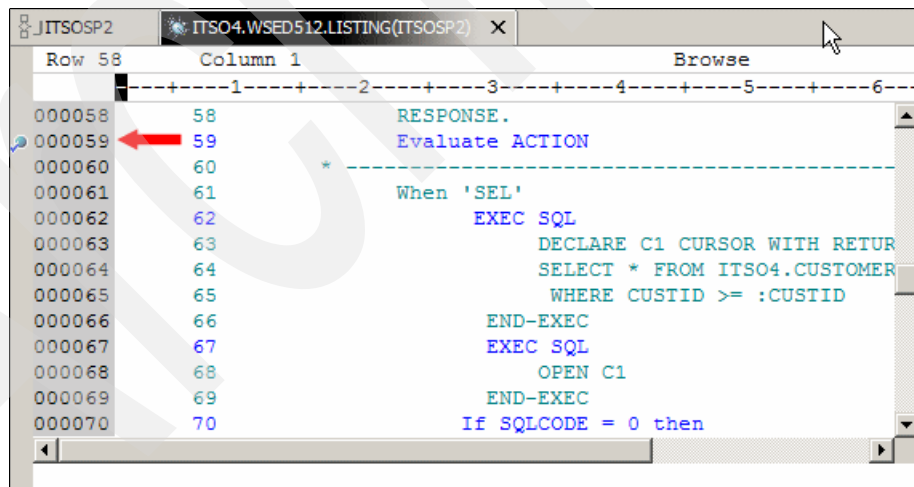 JITSOSP2 ITSO4.WSED512.LISTING(ITSOSP2)
Row 58 Column 1 Browse
----+----1----+----2----+----3----+----4----+----5----+----6---
000058 58 RESPONSE.
000059 59 Evaluate ACTION
000060 60 * -------------------------------------------
000061 61 When 'SEL'
000062 62 EXEC SQL
000063 63 DECLARE C1 CURSOR WITH RETUR
000064 64 SELECT * FROM ITSO4.CUSTOMER
000065 65 WHERE CUSTID >= :CUSTID
000066 66 END-EXEC
000067 67 EXEC SQL
000068 68 OPEN C1
000069 69 END-EXEC
000070 70 If SQLCODE = 0 then